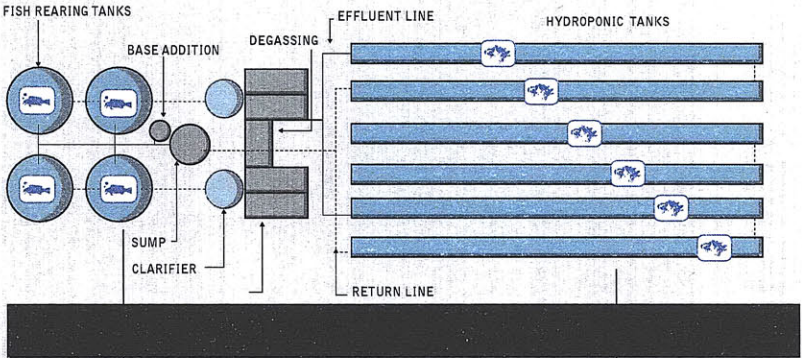 FISH REARING TANKS
EFFLUENT LINE
HYDROPONIC TANKS
BASE ADDITION
DEGASSING
SUMP
CLARIFIER
RETURN LINE